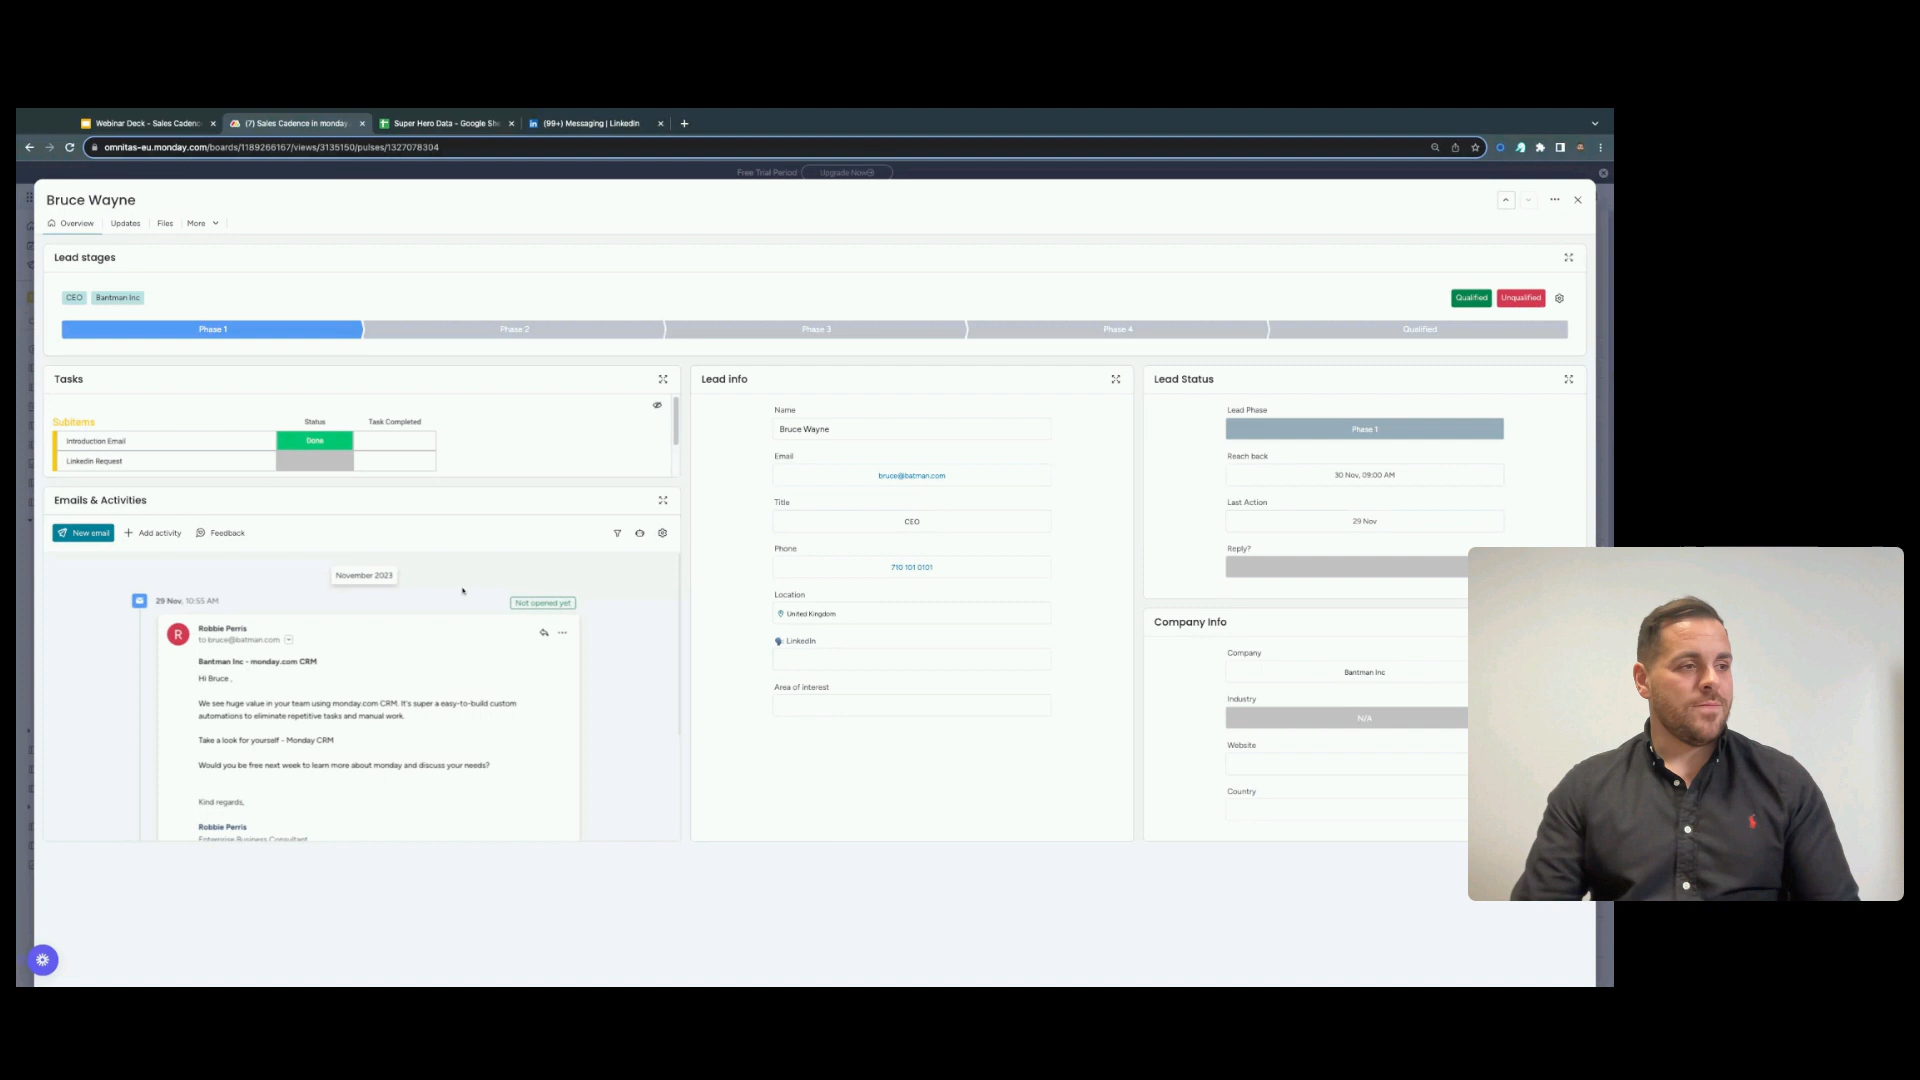 Webinar Deck - Sales Cadenc
(7) Sales Cadence in monday
Super Hero Data - Google She
(99+) Messaging | LinkedIn
omnitas-eu.monday.com/boards/1189266167/views/3135150/pulses/1327078304
Free Trial Period
Upgrade Now
Bruce Wayne
Overview
Updates
Files
More
Lead stages
CEO
Bantman Inc
Qualified
Unqualified
Phase 1
Phase 2
Phase 3
Phase 4
Qualified
Tasks
Subitems
Status
Task Completed
Introduction Email
Done
Linkedin Request
Emails & Activities
New email
Add activity
Feedback
November 2023
29 Nov, 10:55 AM
Not opened yet
R
Robbie Perris
to bruce@batman.com
Bantman Inc - monday.com CRM
Hi Bruce ,
We see huge value in your team using monday.com CRM. It's super a easy-to-build custom
automations to eliminate repetitive tasks and manual work.
Take a look for yourself - Monday CRM
Would you be free next week to learn more about monday and discuss your needs?
Kind regards,
Robbie Perris
Enterprise Business Consultant
Lead info
Name
Bruce Wayne
Email
bruce@batman.com
Title
CEO
Phone
710 101 0101
Location
United Kingdom
LinkedIn
Area of interest
Lead Status
Lead Phase
Phase 1
Reach back
30 Nov, 09:00 AM
Last Action
29 Nov
Reply?
Company Info
Company
Bantman Inc
Industry
N/A
Website
Country